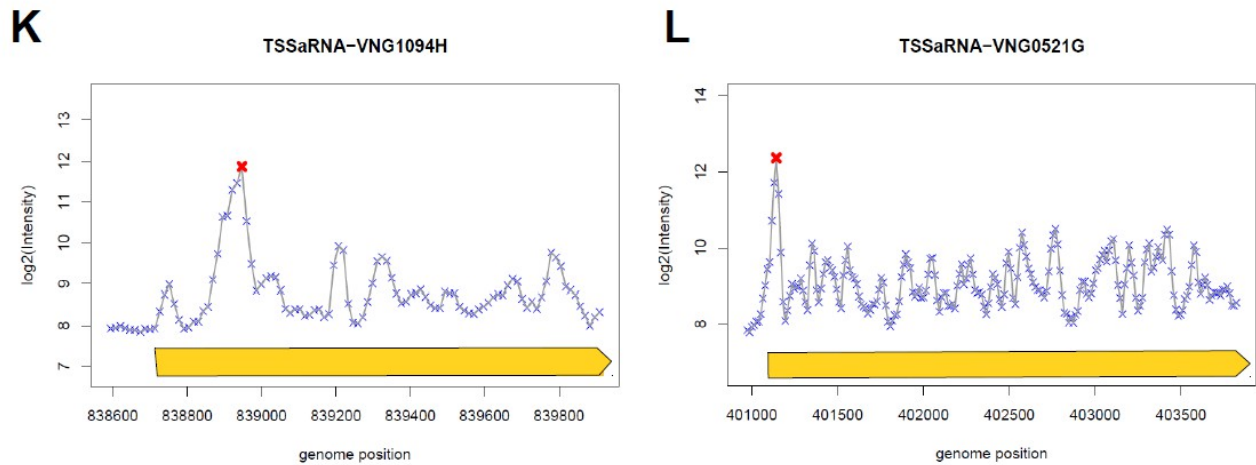 K
TSSaRNA−VNG1094H
log2(Intensity)
13
12
11
10
9
8
7
838600 838800 839000 839200 839400 839600 839800
genome position
L
TSSaRNA−VNG0521G
log2(Intensity)
14
12
10
8
401000 401500 402000 402500 403000 403500
genome position